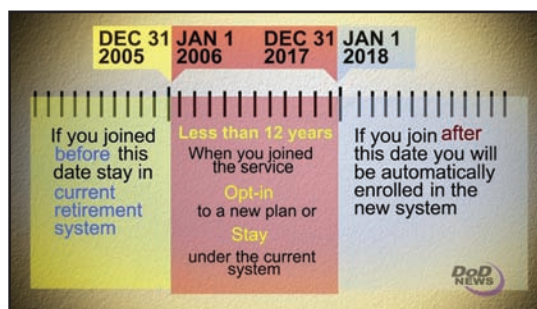 DEC 31
2005
JAN 1
2006
DEC 31
2017
JAN 1
2018
If you joined
before this
date stay in
current
retirement
system
Less than 12 years
When you joined
the service
Opt-in
to a new plan or
Stay
under the current
system
If you join after
this date you will
be automatically
enrolled in the
new system
DoD
NEWS